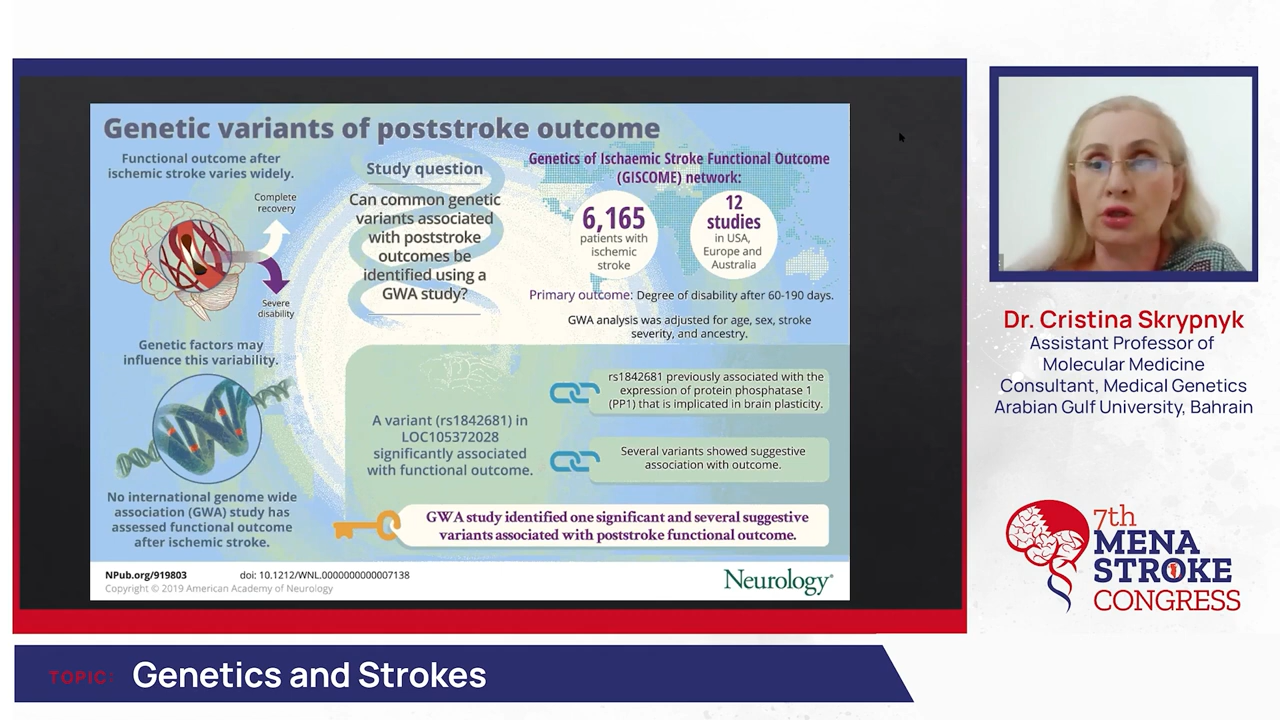 Genetic variants of poststroke outcome
Functional outcome after
ischemic stroke varies widely.
Complete
recovery
Severe
disability
Genetic factors may
influence this variability.
No international genome wide
association (GWA) study has
assessed functional outcome
after ischemic stroke.
Study question
Can common genetic
variants associated
with poststroke
outcomes be
identified using a
GWA study?
Genetics of Ischaemic Stroke Functional Outcome
(GISCOME) network:
6,165
patients with
ischemic
stroke
12
studies
in USA,
Europe and
Australia
Primary outcome: Degree of disability after 60-190 days.
GWA analysis was adjusted for age, sex, stroke
severity, and ancestry.
A variant (rs1842681) in
LOC105372028
significantly associated
with functional outcome.
rs1842681 previously associated with the
expression of protein phosphatase 1
(PP1) that is implicated in brain plasticity.
Several variants showed suggestive
association with outcome.
GWA study identified one significant and several suggestive
variants associated with poststroke functional outcome.
NPub.org/919803
doi: 10.1212/WNL.0000000000007138
Copyright © 2019 American Academy of Neurology
Neurology®
Dr. Cristina Skrypnyk
Assistant Professor of
Molecular Medicine
Consultant, Medical Genetics
Arabian Gulf University, Bahrain
7th
MENA
STROKE
CONGRESS
TOPIC: Genetics and Strokes